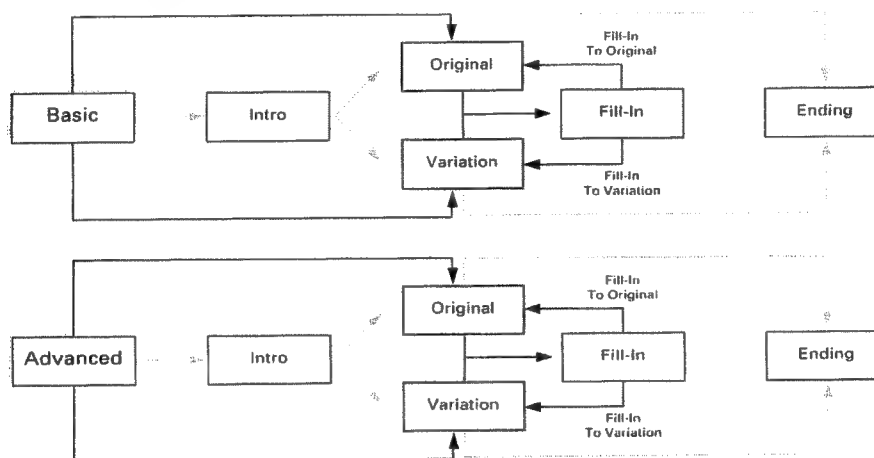 Fill-In
To Original
Original
Basic
Intro
Fill-In
Ending
Variation
Fill-In
To Variation
Fill-In
To Original
Original
Advanced
Intro
Fill-In
Ending
Variation
Fill-In
To Variation